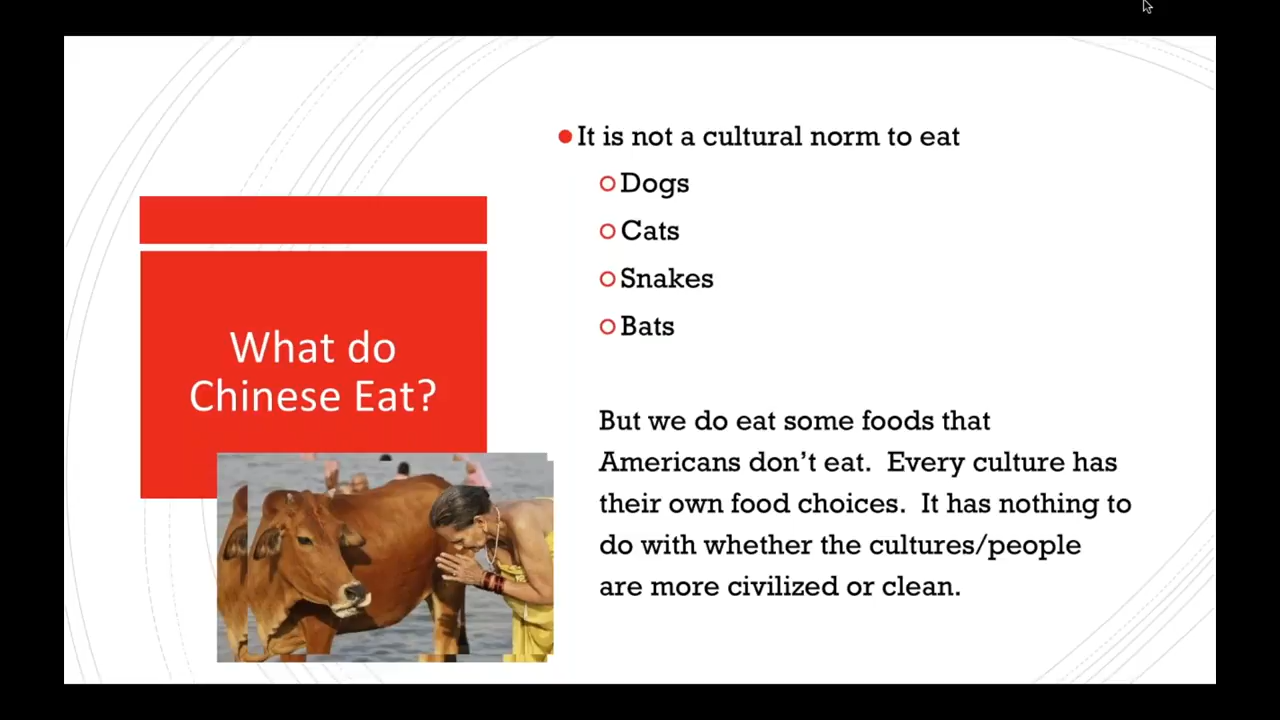 What do
Chinese Eat?
It is not a cultural norm to eat
Dogs
Cats
Snakes
Bats
But we do eat some foods that
Americans don’t eat.  Every culture has
their own food choices.  It has nothing to
do with whether the cultures/people
are more civilized or clean.